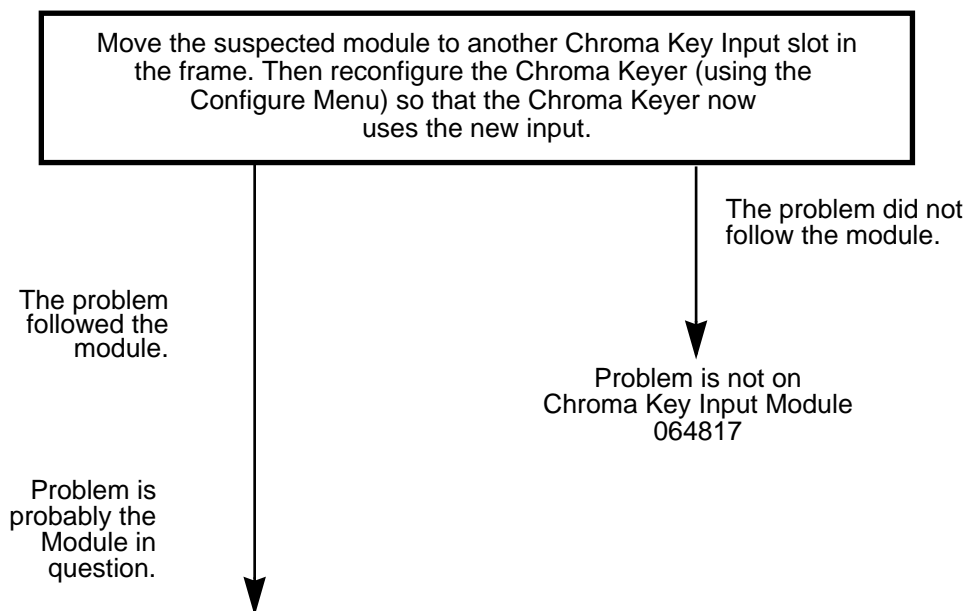 Move the suspected module to another Chroma Key Input slot in
the frame. Then reconfigure the Chroma Keyer (using the
Configure Menu) so that the Chroma Keyer now
uses the new input.
The problem did not
follow the module.
The problem
followed the
module.
Problem is not on
Chroma Key Input Module
064817
Problem is
probably the
Module in
question.